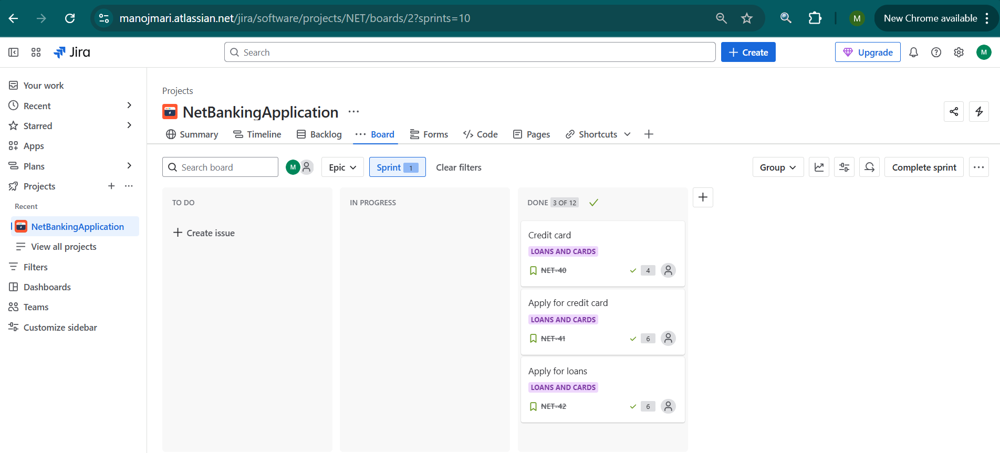 manojmari.atlassian.net/jira/software/projects/NET/boards/2?sprints=10
M
New Chrome available
Jira
Search
Create
Upgrade
M
Your work
Recent
Starred
Apps
Plans
Projects
Recent
NetBankingApplication
View all projects
Filters
Dashboards
Teams
Customize sidebar
Projects
NetBankingApplication
Summary
Timeline
Backlog
Board
Forms
Code
Pages
Shortcuts
Search board
M
Epic
Sprint 1
Clear filters
Group
Complete sprint
TO DO
Create issue
IN PROGRESS
DONE 3 OF 12
Credit card
LOANS AND CARDS
NET-40
4
Apply for credit card
LOANS AND CARDS
NET-41
6
Apply for loans
LOANS AND CARDS
NET-42
6